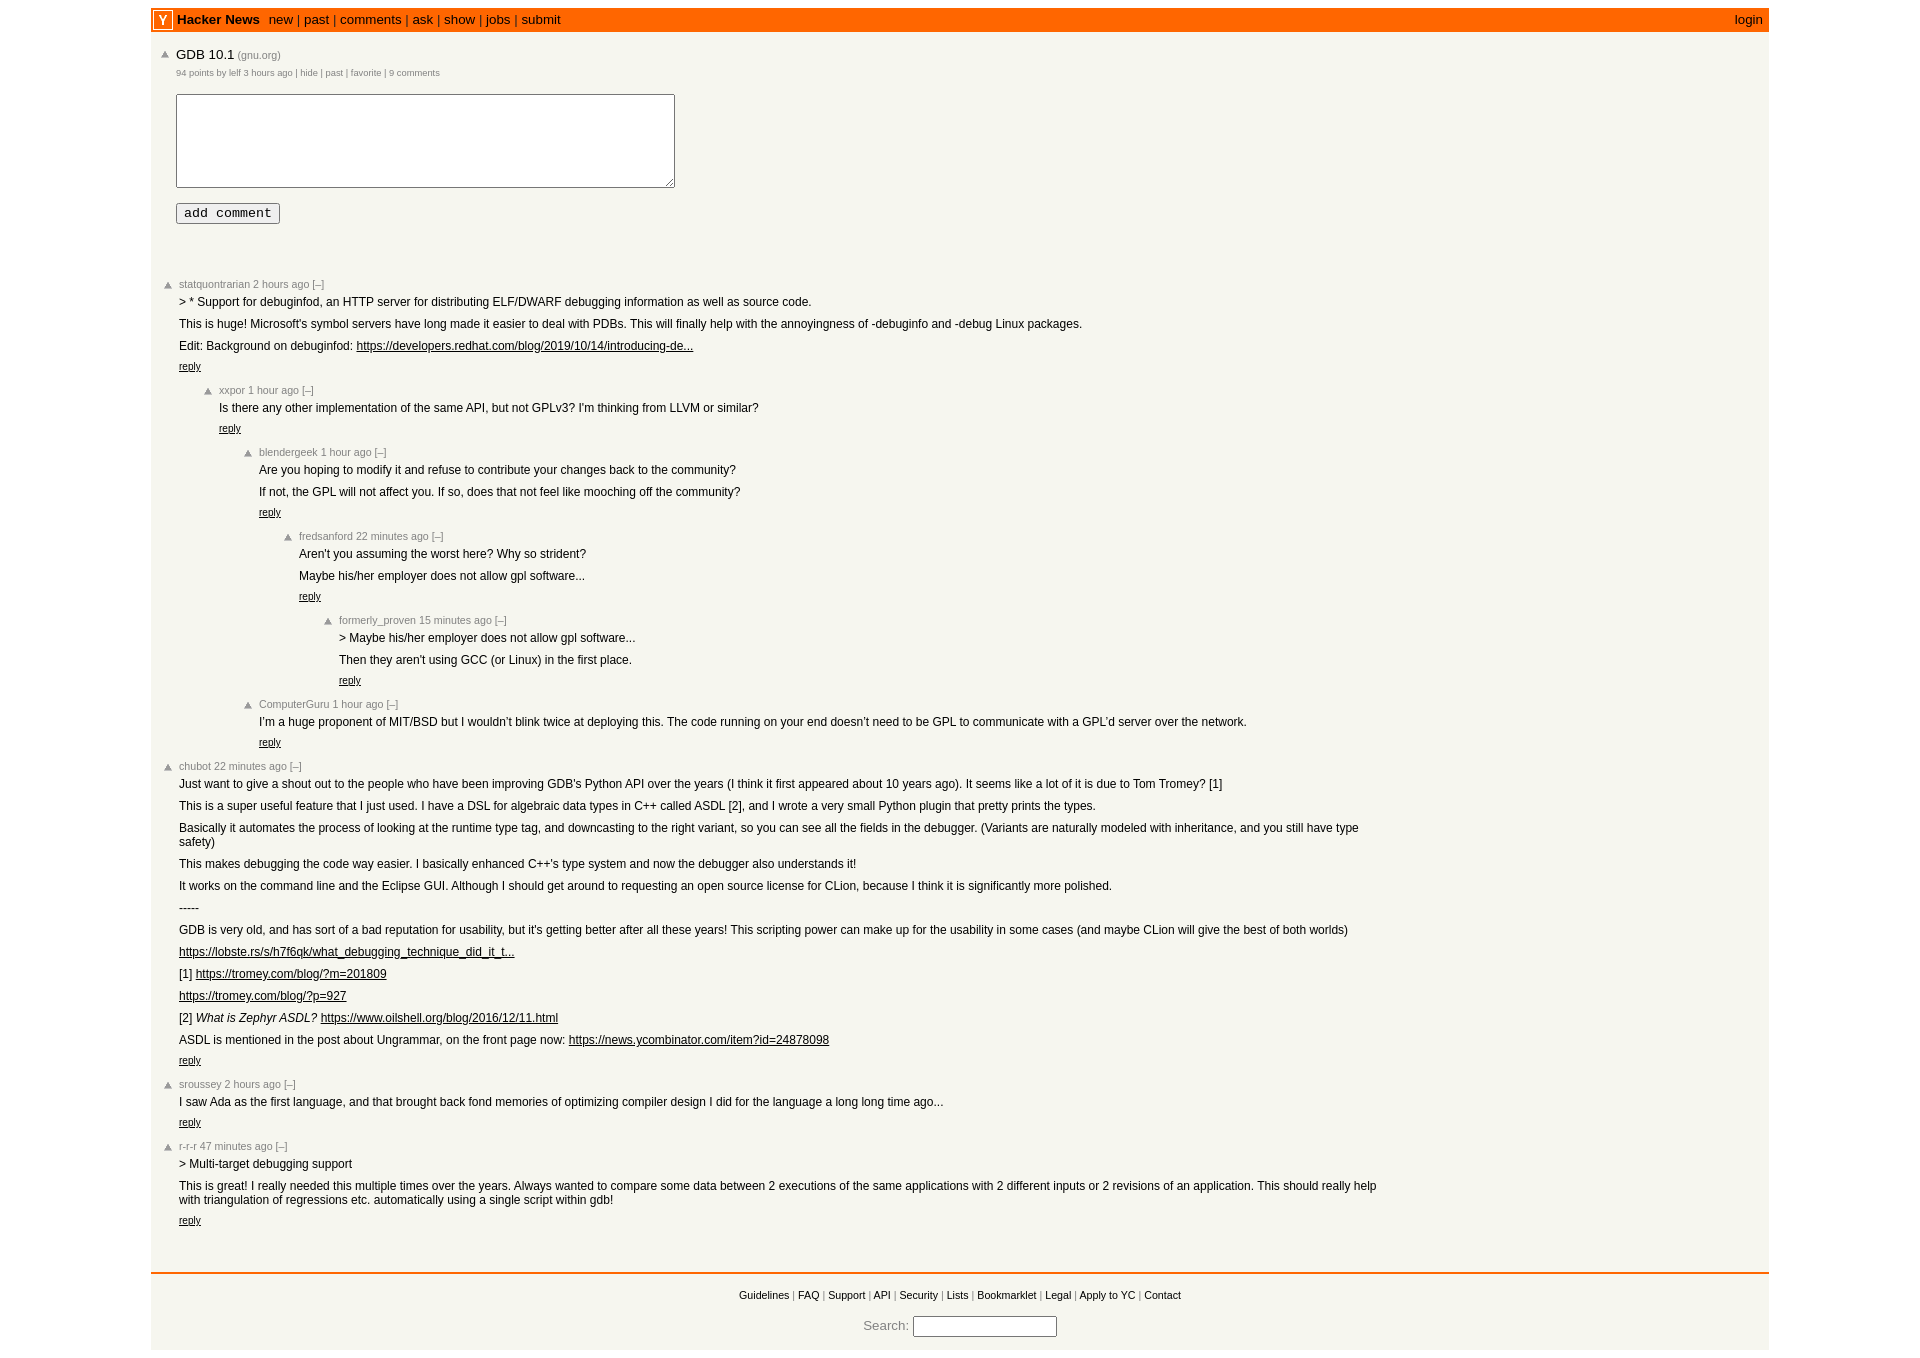 Y Hacker News new | past | comments | ask | show | jobs | submit login
GDB 10.1 (gnu.org)
94 points by lelf 3 hours ago | hide | past | favorite | 9 comments
add comment
statquontrarian 2 hours ago [–]
> * Support for debuginfod, an HTTP server for distributing ELF/DWARF debugging information as well as source code.
This is huge! Microsoft's symbol servers have long made it easier to deal with PDBs. This will finally help with the annoyingness of -debuginfo and -debug Linux packages.
Edit: Background on debuginfod: https://developers.redhat.com/blog/2019/10/14/introducing-de...
reply
xxpor 1 hour ago [–]
Is there any other implementation of the same API, but not GPLv3? I'm thinking from LLVM or similar?
reply
blendergeek 1 hour ago [–]
Are you hoping to modify it and refuse to contribute your changes back to the community?
If not, the GPL will not affect you. If so, does that not feel like mooching off the community?
reply
fredsanford 22 minutes ago [–]
Aren't you assuming the worst here? Why so strident?
Maybe his/her employer does not allow gpl software...
reply
formerly_proven 15 minutes ago [–]
> Maybe his/her employer does not allow gpl software...
Then they aren't using GCC (or Linux) in the first place.
reply
ComputerGuru 1 hour ago [–]
I’m a huge proponent of MIT/BSD but I wouldn’t blink twice at deploying this. The code running on your end doesn’t need to be GPL to communicate with a GPL’d server over the network.
reply
chubot 22 minutes ago [–]
Just want to give a shout out to the people who have been improving GDB's Python API over the years (I think it first appeared about 10 years ago). It seems like a lot of it is due to Tom Tromey? [1]
This is a super useful feature that I just used. I have a DSL for algebraic data types in C++ called ASDL [2], and I wrote a very small Python plugin that pretty prints the types.
Basically it automates the process of looking at the runtime type tag, and downcasting to the right variant, so you can see all the fields in the debugger. (Variants are naturally modeled with inheritance, and you still have type
safety)
This makes debugging the code way easier. I basically enhanced C++'s type system and now the debugger also understands it!
It works on the command line and the Eclipse GUI. Although I should get around to requesting an open source license for CLion, because I think it is significantly more polished.
-----
GDB is very old, and has sort of a bad reputation for usability, but it's getting better after all these years! This scripting power can make up for the usability in some cases (and maybe CLion will give the best of both worlds)
https://lobste.rs/s/h7f6qk/what_debugging_technique_did_it_t...
[1] https://tromey.com/blog/?m=201809
https://tromey.com/blog/?p=927
[2] What is Zephyr ASDL? https://www.oilshell.org/blog/2016/12/11.html
ASDL is mentioned in the post about Ungrammar, on the front page now: https://news.ycombinator.com/item?id=24878098
reply
sroussey 2 hours ago [–]
I saw Ada as the first language, and that brought back fond memories of optimizing compiler design I did for the language a long long time ago...
reply
r-r-r 47 minutes ago [–]
> Multi-target debugging support
This is great! I really needed this multiple times over the years. Always wanted to compare some data between 2 executions of the same applications with 2 different inputs or 2 revisions of an application. This should really help
with triangulation of regressions etc. automatically using a single script within gdb!
reply
Guidelines | FAQ | Support | API | Security | Lists | Bookmarklet | Legal | Apply to YC | Contact
Search: